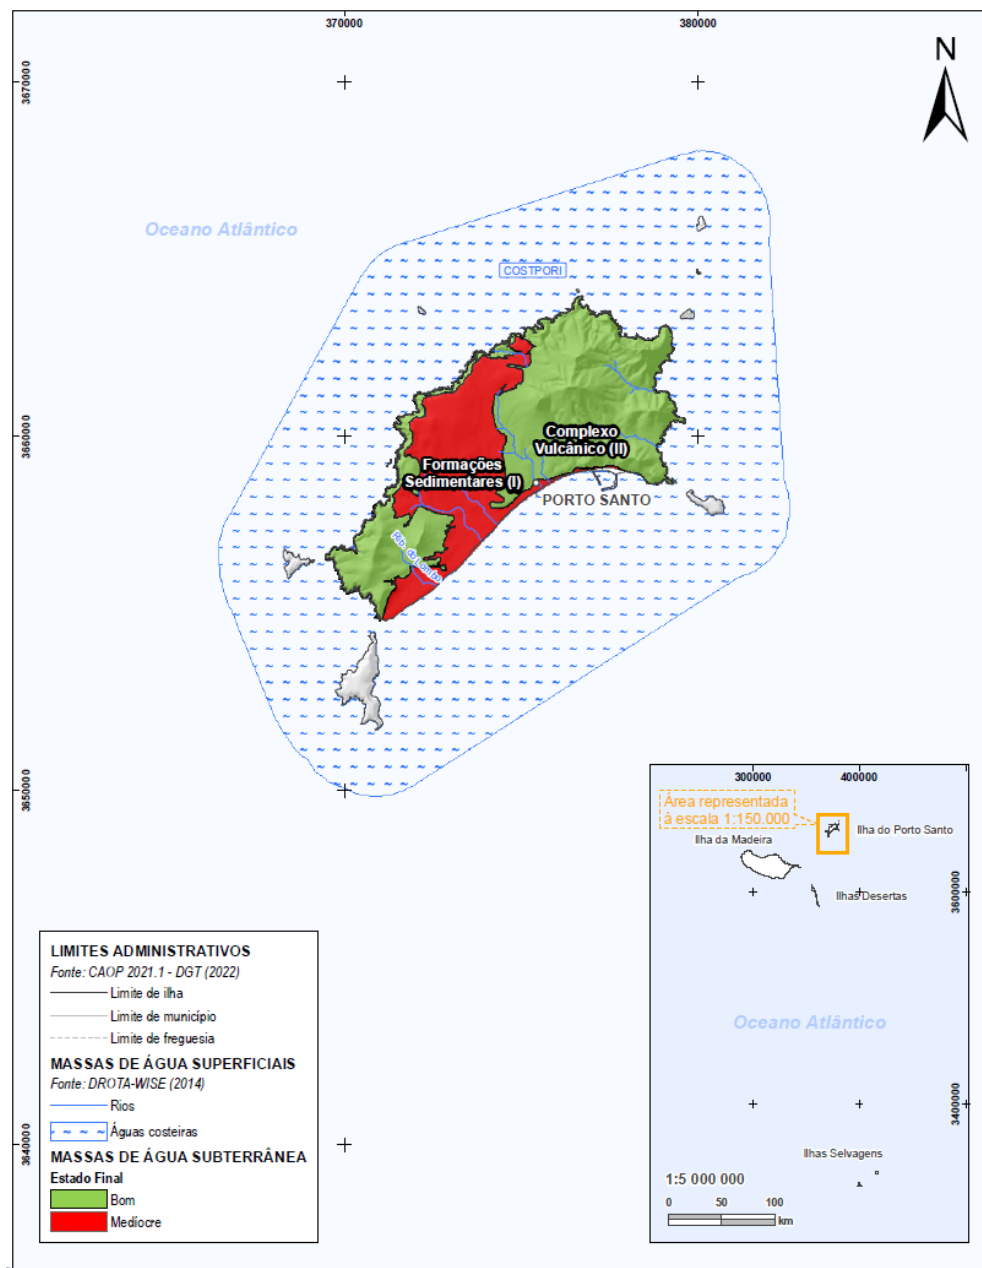 370000
380000
3670000
N
Oceano Atlântico
COSTPORI
3660000
Complexo
Vulcânico (II)
Formações
Sedimentares (I)
PORTO SANTO
Rib. do Lombo
3650000
300000
400000
Área representada
à escala 1:150.000
Ilha do Porto Santo
Ilha da Madeira
Ilhas Desertas
3600000
Oceano Atlântico
3400000
Ilhas Selvagens
1:5 000 000
0 50 100
km
3640000
LIMITES ADMINISTRATIVOS
Fonte: CAOP 2021.1 - DGT (2022)
Limite de ilha
Limite de município
Limite de freguesia
MASSAS DE ÁGUA SUPERFICIAIS
Fonte: DROTA-WISE (2014)
Rios
Águas costeiras
MASSAS DE ÁGUA SUBTERRÂNEA
Estado Final
Bom
Medíocre